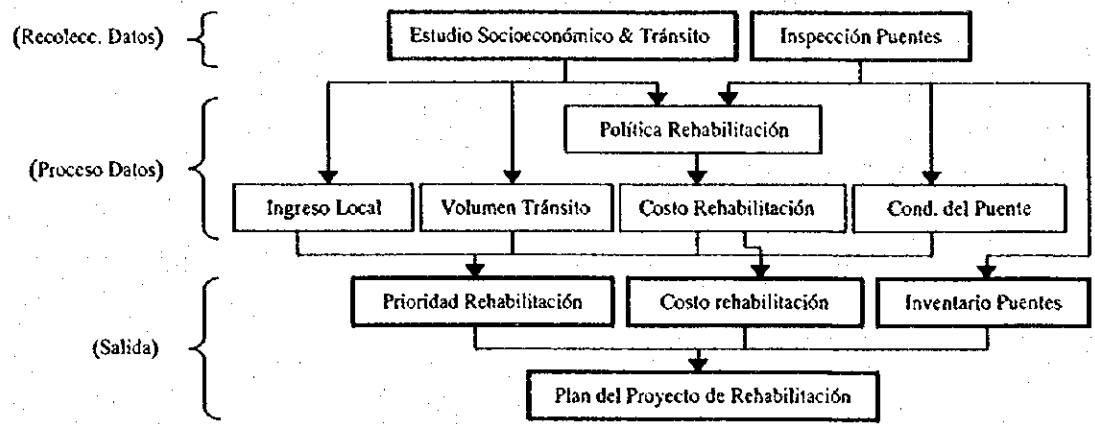 (Recolecc. Datos)
Estudio Socioeconómico & Tránsito
Inspección Puentes
Política Rehabilitación
(Proceso Datos)
Ingreso Local
Volumen Tránsito
Costo Rehabilitación
Cond. del Puente
Prioridad Rehabilitación
Costo rehabilitación
Inventario Puentes
(Salida)
Plan del Proyecto de Rehabilitación